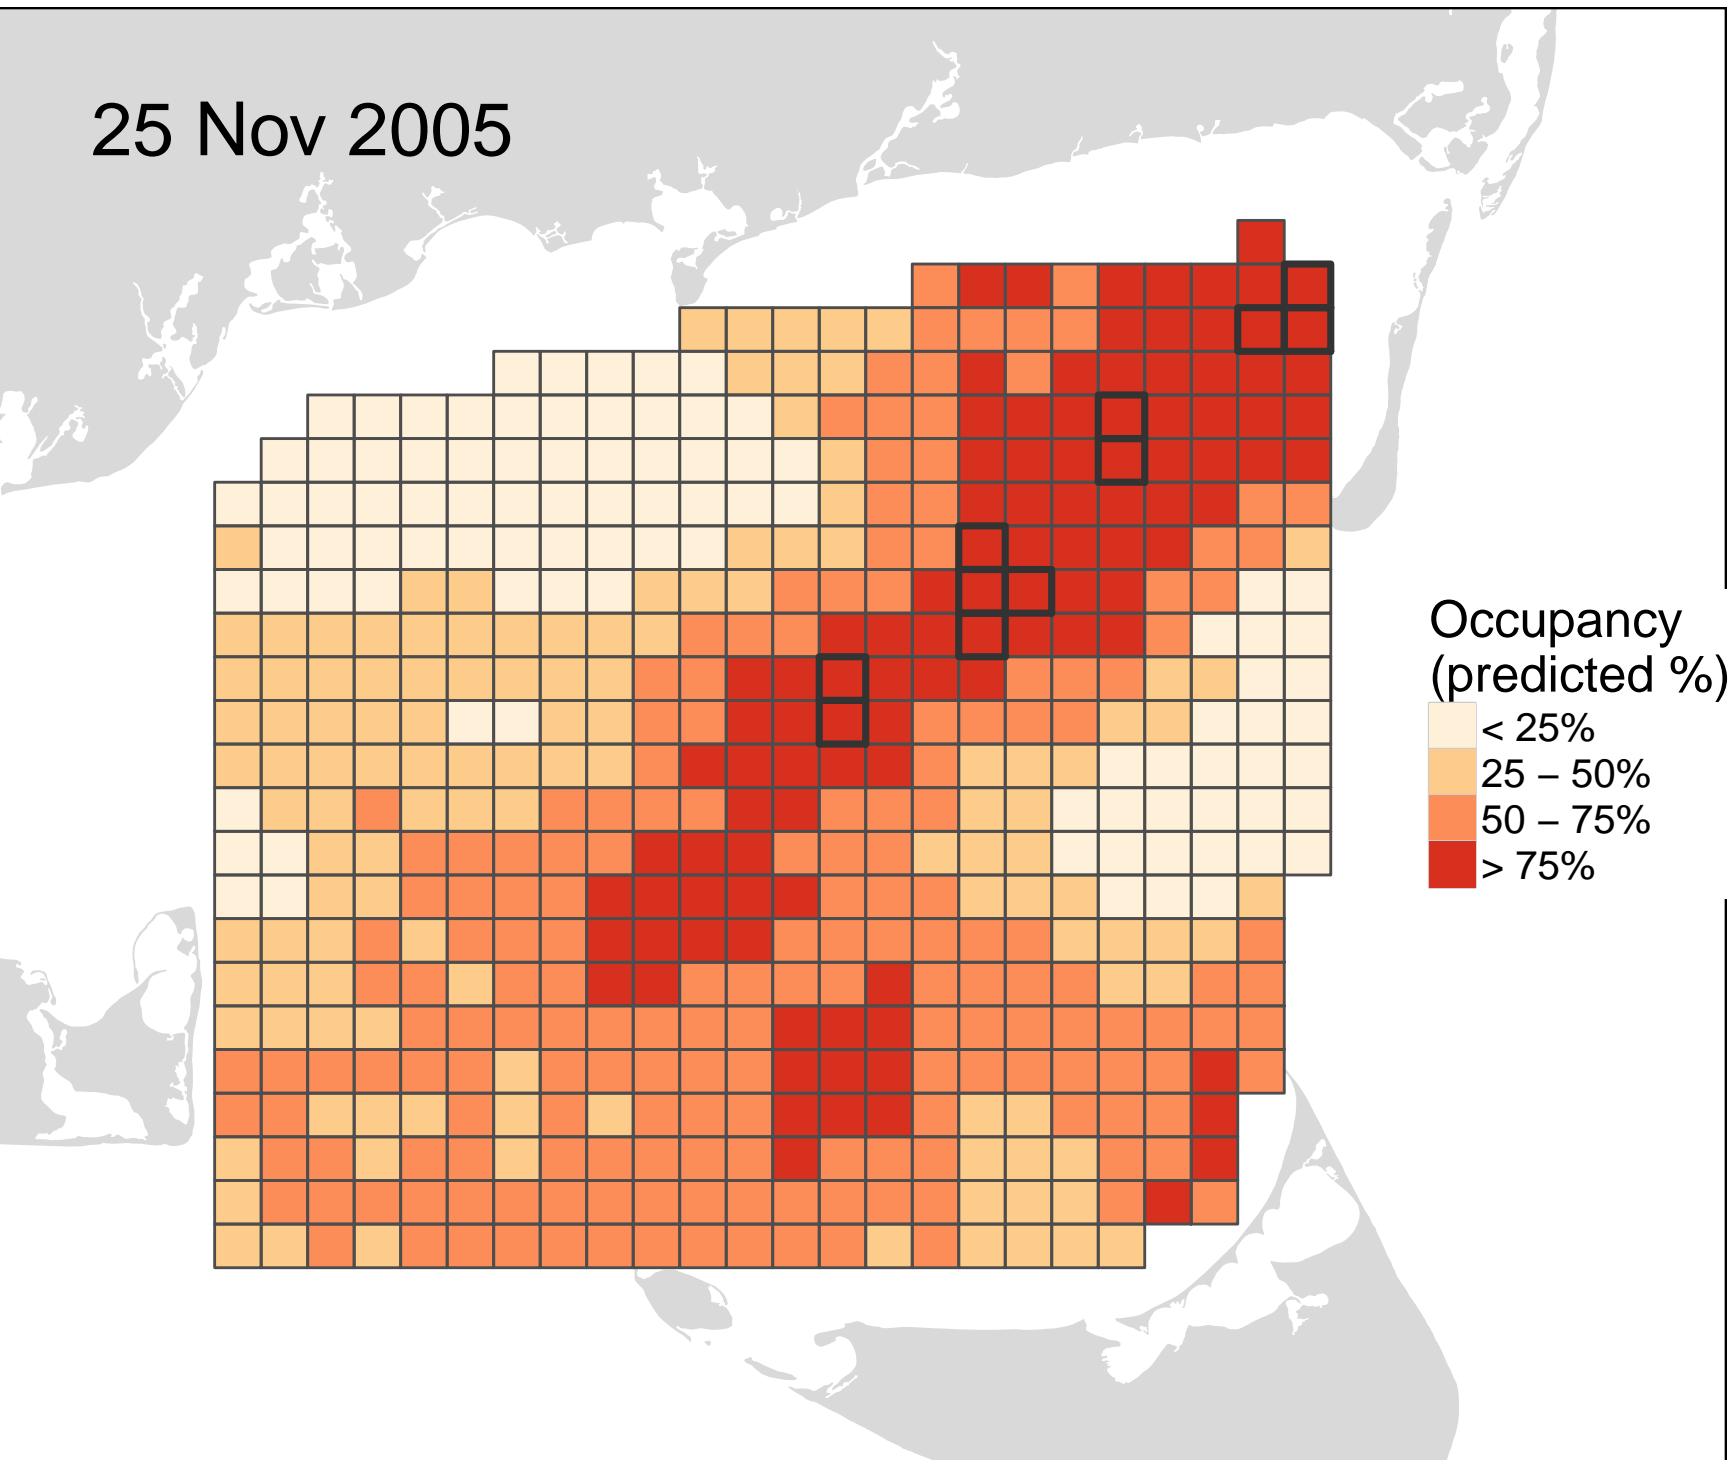 25 Nov 2005
Occupancy
(predicted %)
< 25%
25 – 50%
50 – 75%
> 75%